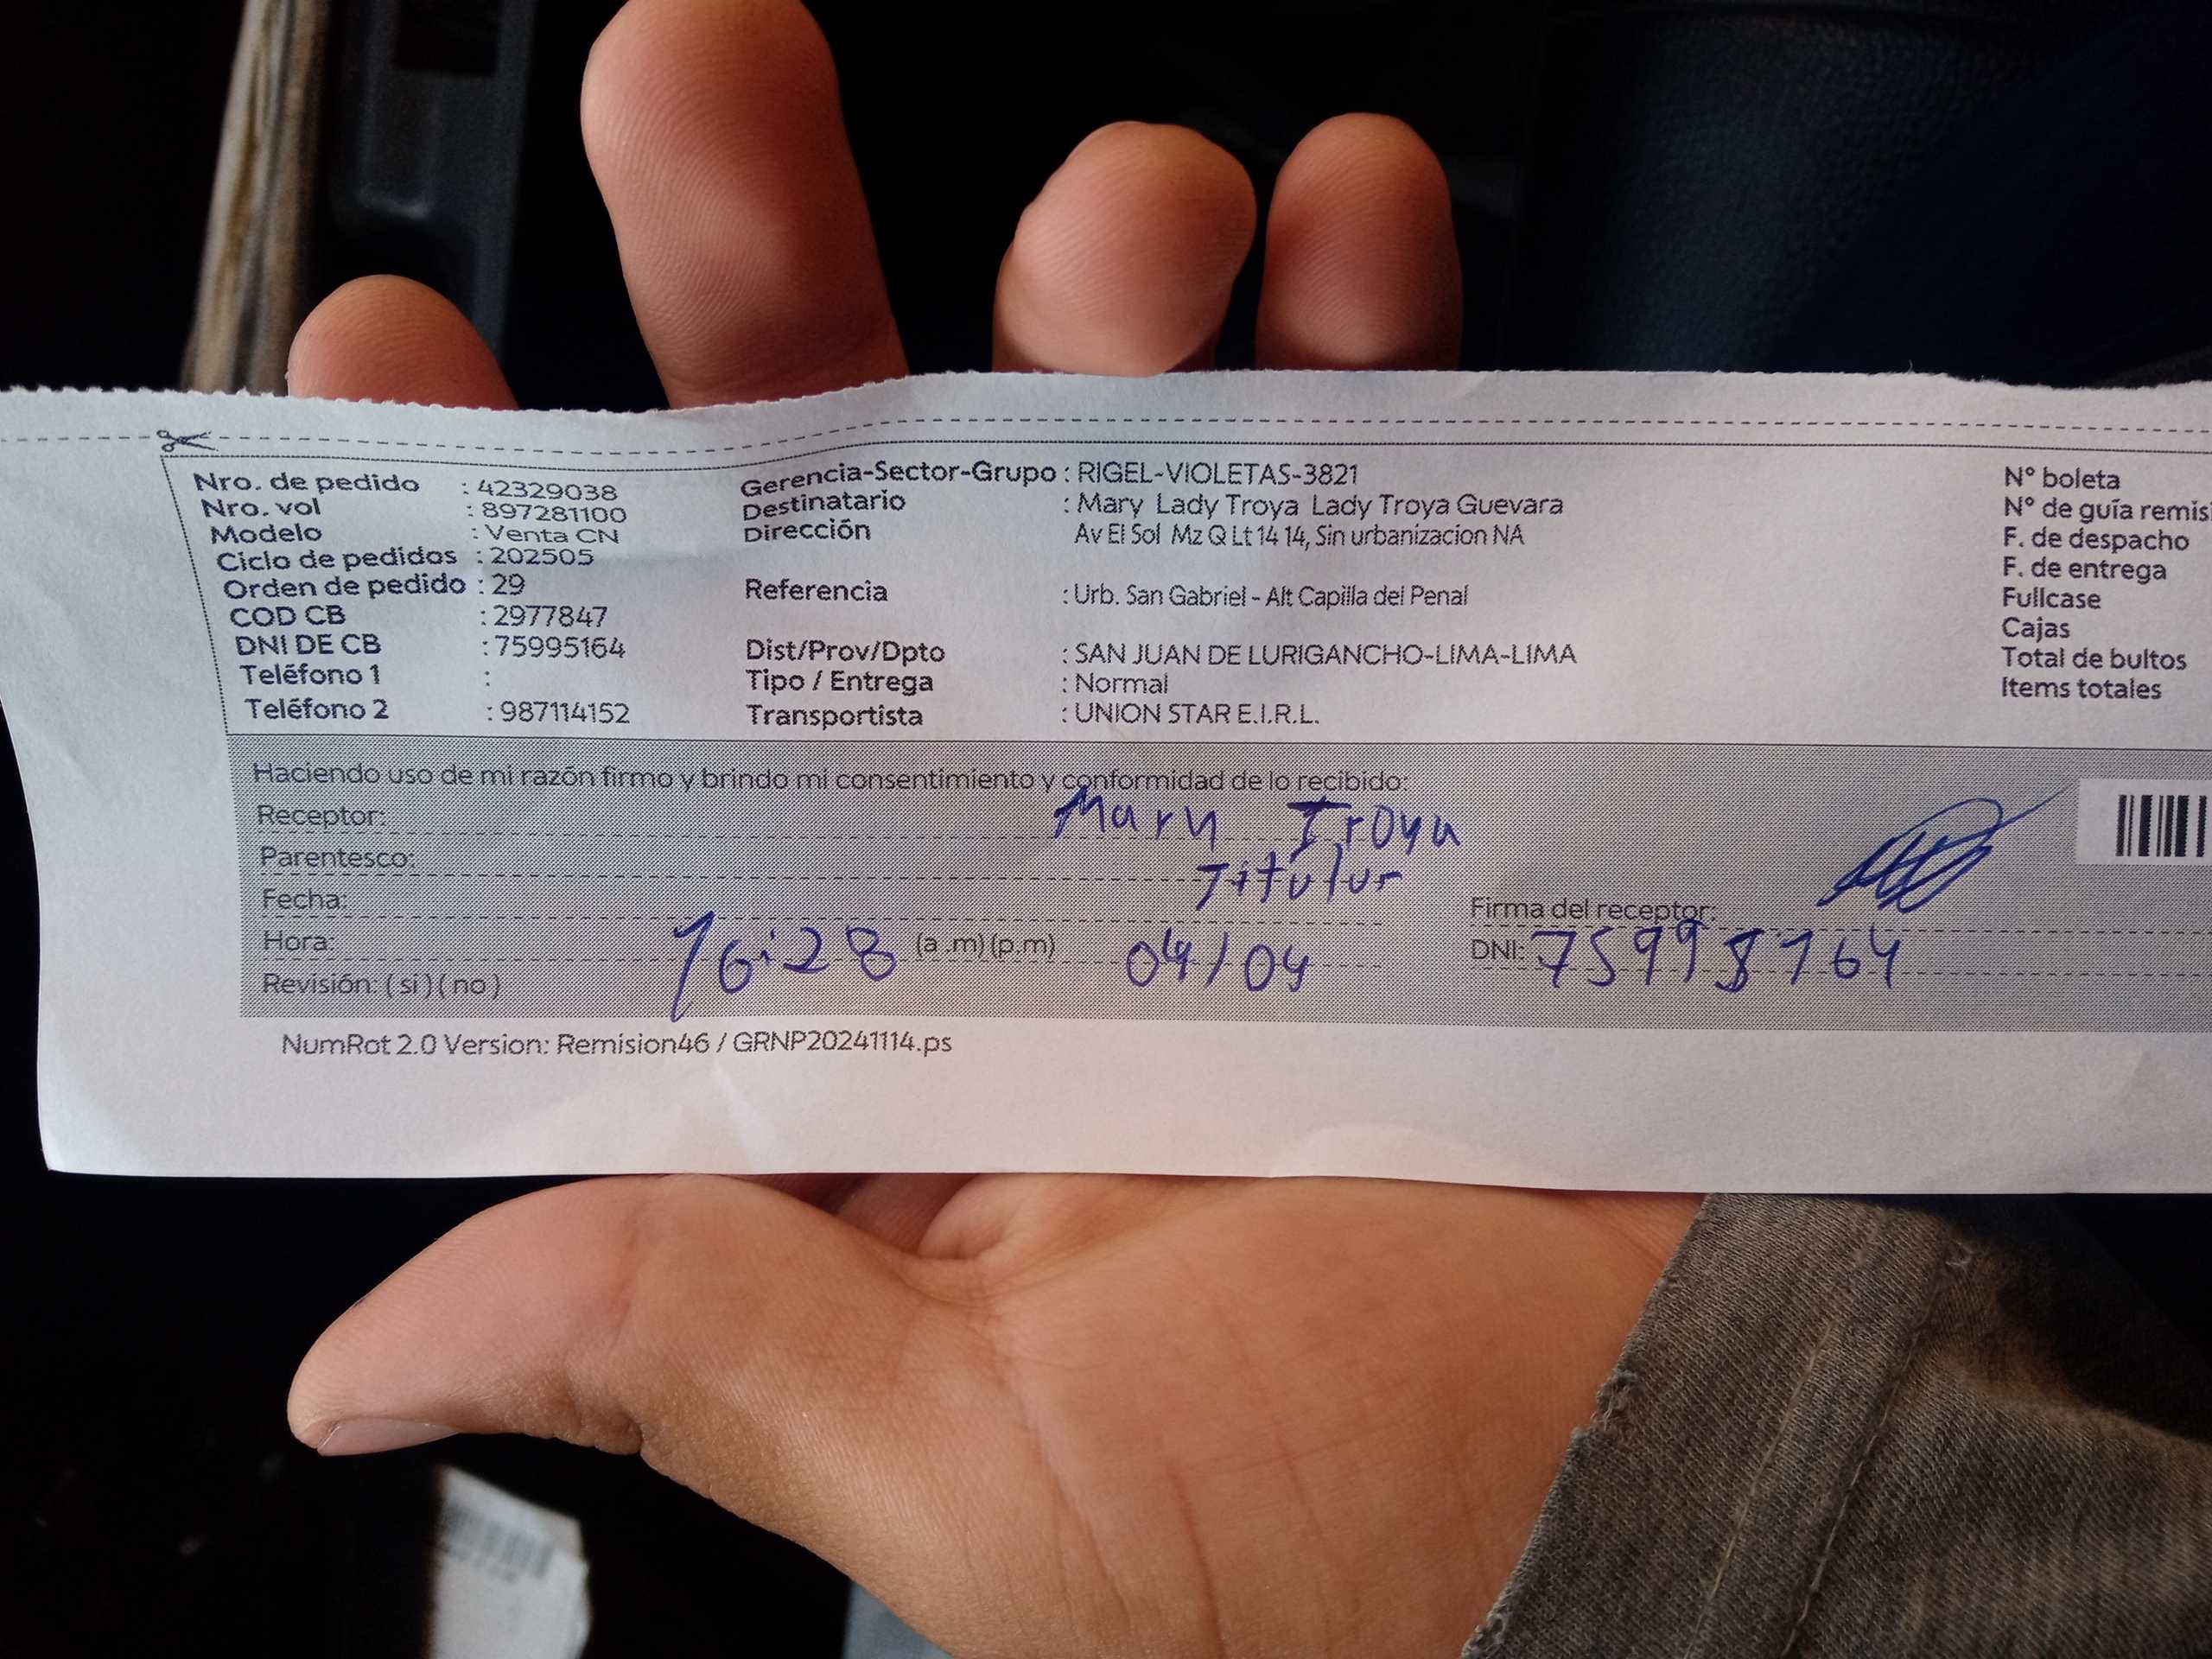 Nro. de pedido : 42329038
Nro. vol : 897281100
Modelo : Venta CN
Ciclo de pedidos : 202505
Orden de pedido : 29
COD CB : 2977847
DNI DE CB : 75995164
Teléfono 1 :
Teléfono 2 : 987114152
Gerencia-Sector-Grupo : RIGEL-VIOLETAS-3821
Destinatario : Mary Lady Troya Lady Troya Guevara
Dirección Av El Sol Mz Q Lt 14 14, Sin urbanizacion NA
Referencia : Urb. San Gabriel - Alt Capilla del Penal
Dist/Prov/Dpto : SAN JUAN DE LURIGANCHO-LIMA-LIMA
Tipo / Entrega : Normal
Transportista : UNION STAR E.I.R.L.
N° boleta
N° de guía remisi
F. de despacho
F. de entrega
Fullcase
Cajas
Total de bultos
Items totales
Haciendo uso de mi razón firmo y brindo mi consentimiento y conformidad de lo recibido:
Receptor: Mary Troya
Parentesco: Titular
Fecha:
Hora: 16:28 (a.m)(p.m) 04/04
Revisión: ( si ) ( no )
Firma del receptor:
DNI: 75998164
NumRot 2.0 Version: Remision46 / GRNP20241114.ps